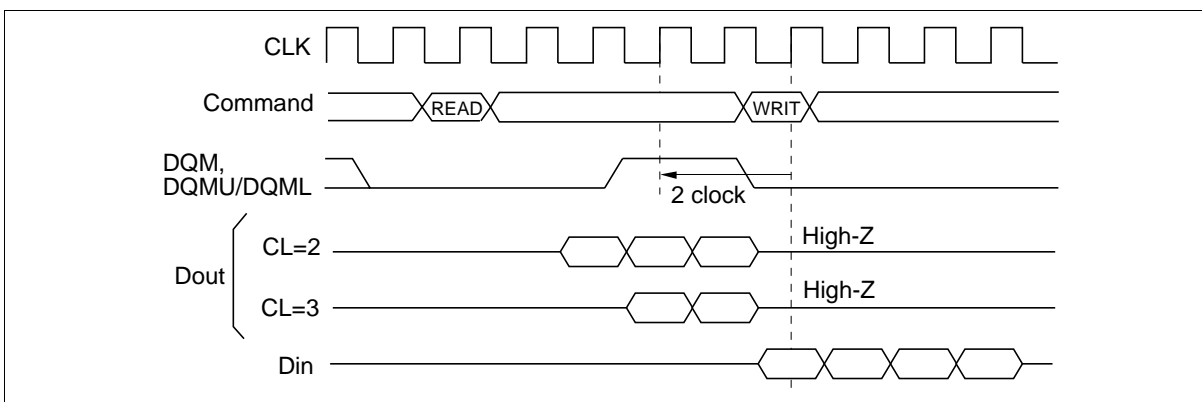 CLK
Command
READ
WRIT
DQM,
DQMU/DQML
2 clock
CL=2
High-Z
Dout
CL=3
High-Z
Din